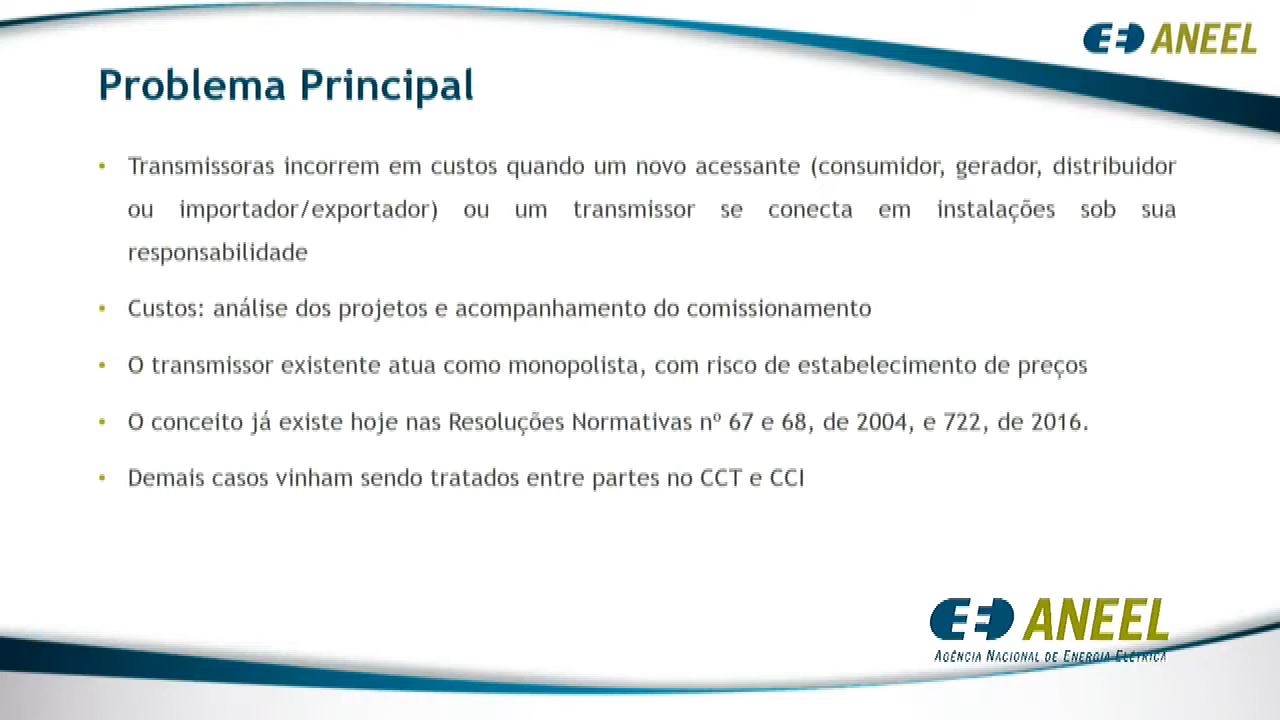 ANEEL
Problema Principal
• Transmissoras incorrem em custos quando um novo acessante (consumidor, gerador, distribuidor
ou importador/exportador) ou um transmissor se conecta em instalações sob sua
responsabilidade
• Custos: análise dos projetos e acompanhamento do comissionamento
• O transmissor existente atua como monopolista, com risco de estabelecimento de preços
• O conceito já existe hoje nas Resoluções Normativas nº 67 e 68, de 2004, e 722, de 2016.
• Demais casos vinham sendo tratados entre partes no CCT e CCI
ANEEL
AGÊNCIA NACIONAL DE ENERGIA ELÉTRICA